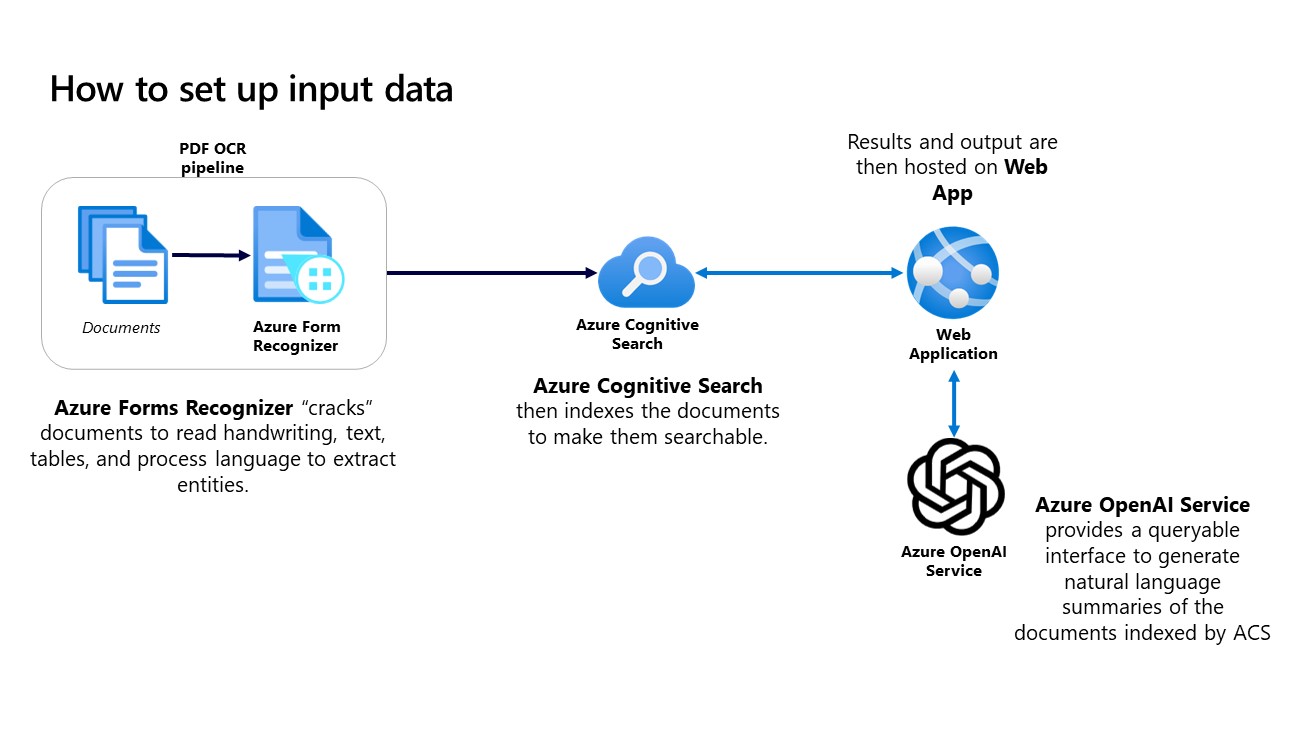 How to set up input data
PDF OCR
pipeline
Documents
Azure Form
Recognizer
Azure Forms Recognizer “cracks”
documents to read handwriting, text,
tables, and process language to extract
entities.
Azure Cognitive
Search
Azure Cognitive Search
then indexes the documents
to make them searchable.
Results and output are
then hosted on Web
App
Web
Application
Azure OpenAI
Service
Azure OpenAI Service
provides a queryable
interface to generate
natural language
summaries of the
documents indexed by ACS